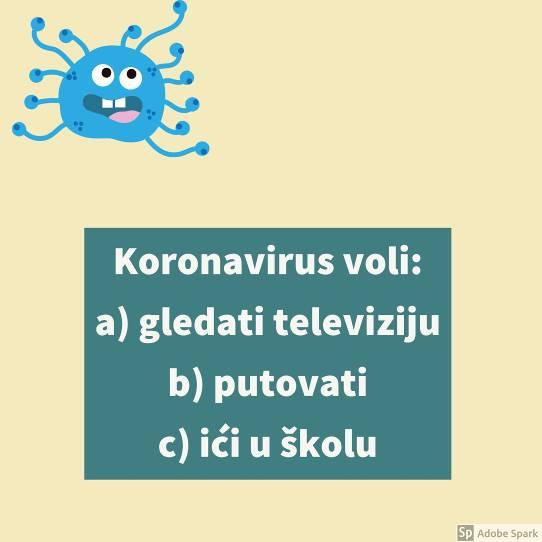 Koronavirus voli:
a) gledati televiziju
b) putovati
c) ići u školu
Sp Adobe Spark